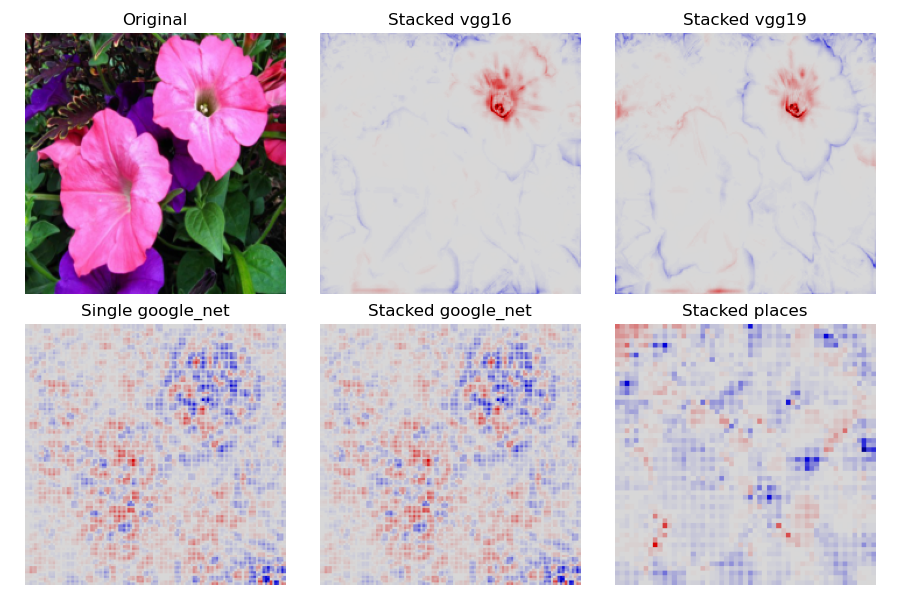 Original
Stacked vgg16
Stacked vgg19
Single google_net
Stacked google_net
Stacked places